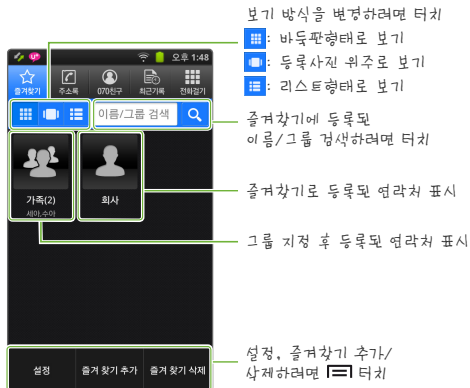 보기 방식을 변경하려면 터치
: 바둑판형태로 보기
: 등록사진 위주로 보기
: 리스트형태로 보기
오후 1:48
즐겨찾기 주소록 070친구 최근기록 전화걸기
이름/그룹 검색
즐겨찾기에 등록된
이름/그룹 검색하려면 터치
가족(2) 회사
세아,수아
즐겨찾기로 등록된 연락처 표시
그룹 지정 후 등록된 연락처 표시
설정 즐겨 찾기 추가 즐겨 찾기 삭제
설정, 즐겨찾기 추가/
삭제하려면 터치